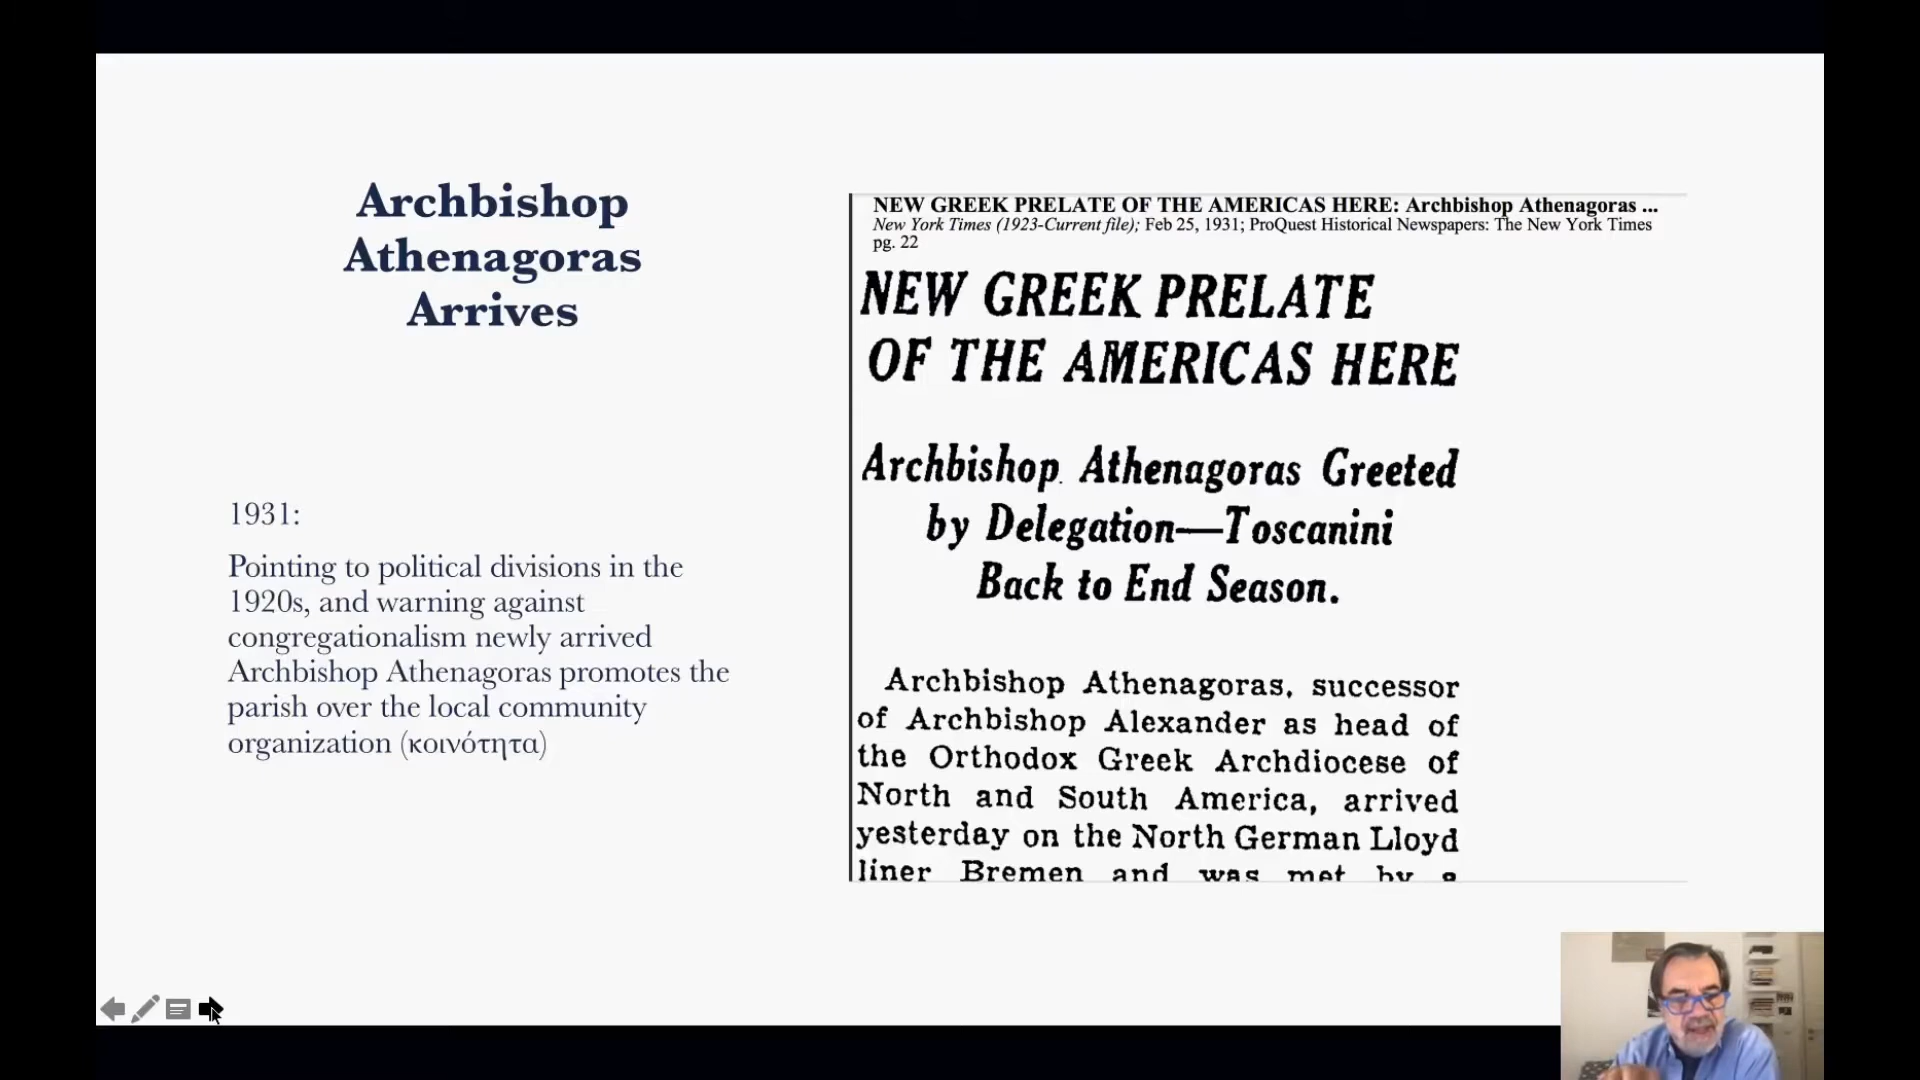 Archbishop
Athenagoras
Arrives
1931:
Pointing to political divisions in the
1920s, and warning against
congregationalism newly arrived
Archbishop Athenagoras promotes the
parish over the local community
organization (κοινότητα)
NEW GREEK PRELATE OF THE AMERICAS HERE: Archbishop Athenagoras ...
New York Times (1923-Current file); Feb 25, 1931; ProQuest Historical Newspapers: The New York Times
pg. 22
NEW GREEK PRELATE
OF THE AMERICAS HERE
Archbishop Athenagoras Greeted
by Delegation—Toscanini
Back to End Season.
Archbishop Athenagoras, successor
of Archbishop Alexander as head of
the Orthodox Greek Archdiocese of
North and South America, arrived
yesterday on the North German Lloyd
liner Bremen and was met by a